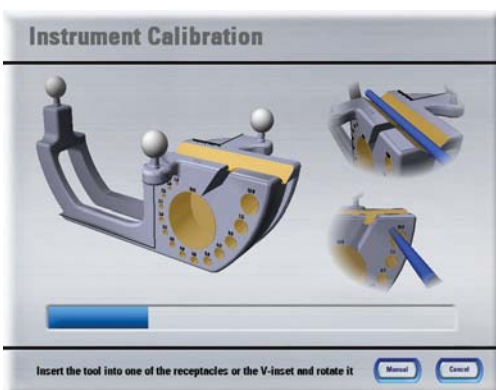 Instrument Calibration
Insert the tool into one of the receptacles or the V-inset and rotate it
Manual
Cancel